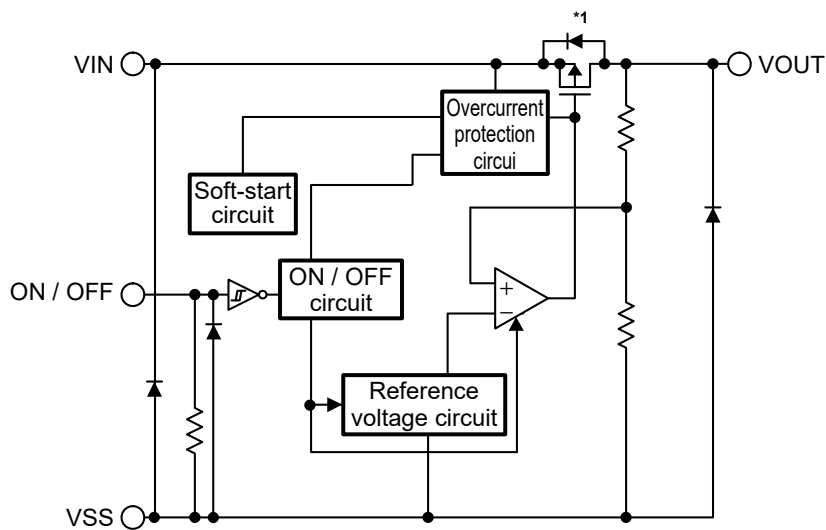 *1
VIN
VOUT
Overcurrent
protection
circui
Soft-start
circuit
ON / OFF
ON / OFF
circuit
+
−
Reference
voltage circuit
VSS